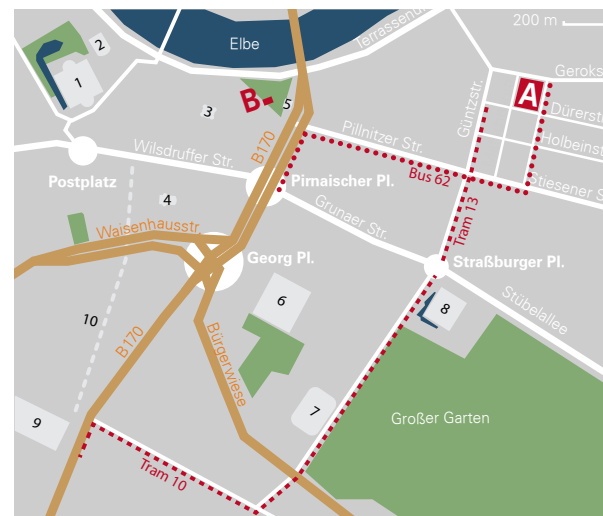 200 m
Elbe
Terrassenufer
Geroks
A
2
1
B
5
3
Güntzstr.
Dürerstr
Holbeinst
Pillnitzer Str.
B170
Wilsdruffer Str.
Postplatz
Pirnaischer Pl.
Bus 62
Stiesener S
4
Grunaer Str.
Tram 13
Waisenhausstr.
Georg Pl.
Straßburger Pl.
Stübelallee
6
8
10
B170
Bürgerwiese
7
Großer Garten
9
Tram 10